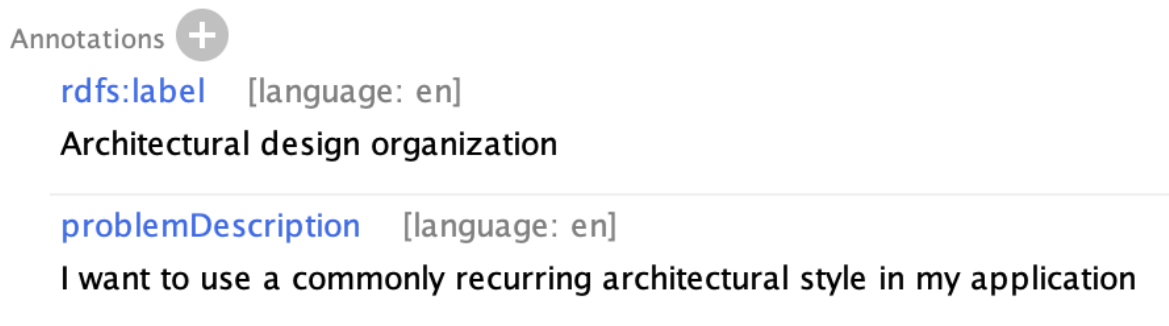 Annotations
rdfs:label [language: en]
Architectural design organization
problemDescription [language: en]
I want to use a commonly recurring architectural style in my application